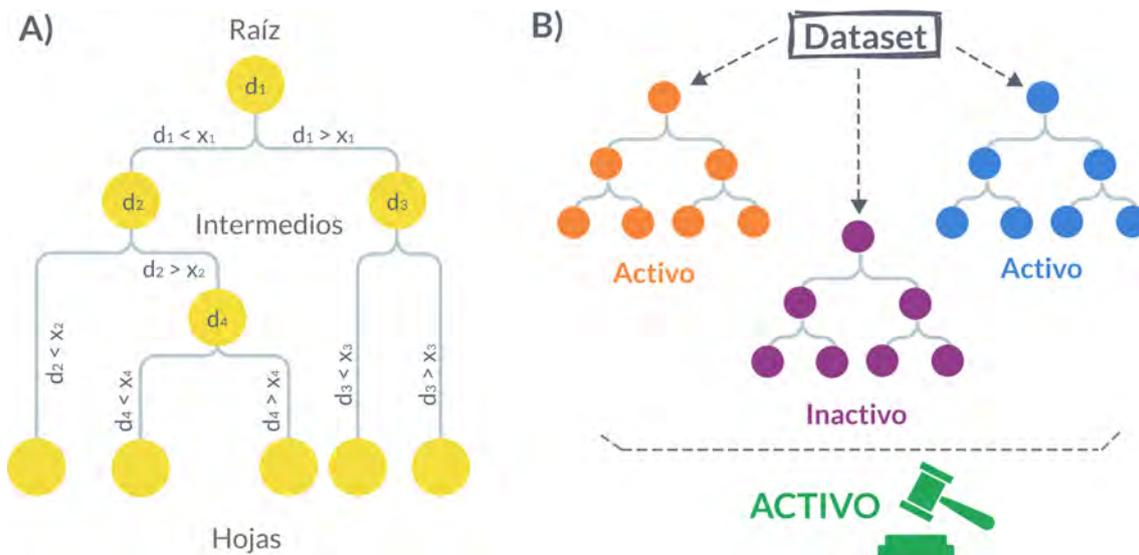 A)
Raíz
d1
d1 < x1
d1 > x1
d2
d3
Intermedios
d2 > x2
d4
d2 < x2
d4 < x4
d4 > x4
d3 < x3
d3 > x3
Hojas
B)
Dataset
Activo
Activo
Inactivo
ACTIVO